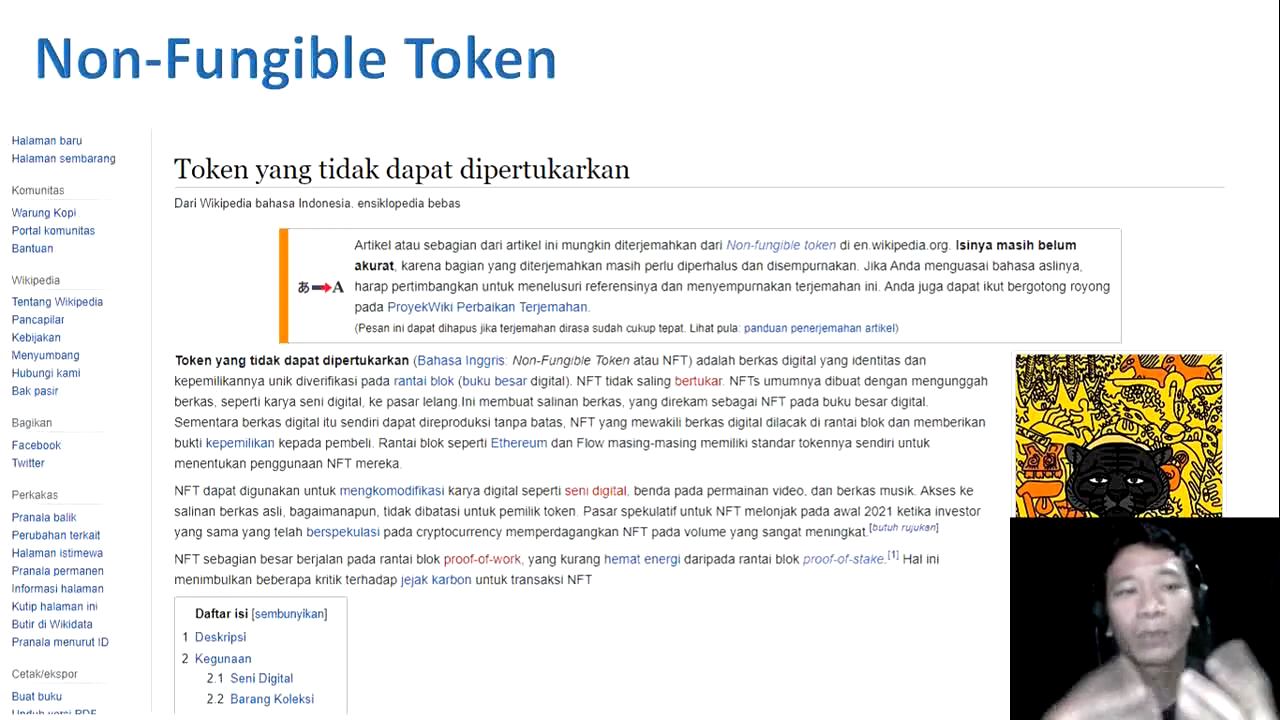 Non-Fungible Token
Halaman baru
Halaman sembarang
Komunitas
Warung Kopi
Portal komunitas
Bantuan
Wikipedia
Tentang Wikipedia
Pancapilar
Kebijakan
Menyumbang
Hubungi kami
Bak pasir
Bagikan
Facebook
Twitter
Perkakas
Pranala balik
Perubahan terkait
Halaman istimewa
Pranala permanen
Informasi halaman
Kutip halaman ini
Butir di Wikidata
Pranala menurut ID
Cetak/ekspor
Buat buku
Unduh versi PDF
Token yang tidak dapat dipertukarkan
Dari Wikipedia bahasa Indonesia. ensiklopedia bebas
あ A
Artikel atau sebagian dari artikel ini mungkin diterjemahkan dari Non-fungible token di en.wikipedia.org. Isinya masih belum
akurat, karena bagian yang diterjemahkan masih perlu diperhalus dan disempurnakan. Jika Anda menguasai bahasa aslinya,
harap pertimbangkan untuk menelusuri referensinya dan menyempurnakan terjemahan ini. Anda juga dapat ikut bergotong royong
pada ProyekWiki Perbaikan Terjemahan.
(Pesan ini dapat dihapus jika terjemahan dirasa sudah cukup tepat. Lihat pula: panduan penerjemahan artikel)
Token yang tidak dapat dipertukarkan (Bahasa Inggris: Non-Fungible Token atau NFT) adalah berkas digital yang identitas dan
kepemilikannya unik diverifikasi pada rantai blok (buku besar digital). NFT tidak saling bertukar. NFTs umumnya dibuat dengan mengunggah
berkas, seperti karya seni digital, ke pasar lelang.Ini membuat salinan berkas, yang direkam sebagai NFT pada buku besar digital.
Sementara berkas digital itu sendiri dapat direproduksi tanpa batas, NFT yang mewakili berkas digital dilacak di rantai blok dan memberikan
bukti kepemilikan kepada pembeli. Rantai blok seperti Ethereum dan Flow masing-masing memiliki standar tokennya sendiri untuk
menentukan penggunaan NFT mereka.
NFT dapat digunakan untuk mengkomodifikasi karya digital seperti seni digital, benda pada permainan video, dan berkas musik. Akses ke
salinan berkas asli, bagaimanapun, tidak dibatasi untuk pemilik token. Pasar spekulatif untuk NFT melonjak pada awal 2021 ketika investor
yang sama yang telah berspekulasi pada cryptocurrency memperdagangkan NFT pada volume yang sangat meningkat.[butuh rujukan]
NFT sebagian besar berjalan pada rantai blok proof-of-work, yang kurang hemat energi daripada rantai blok proof-of-stake.[1] Hal ini
menimbulkan beberapa kritik terhadap jejak karbon untuk transaksi NFT
Daftar isi [sembunyikan]
1 Deskripsi
2 Kegunaan
2.1 Seni Digital
2.2 Barang Koleksi